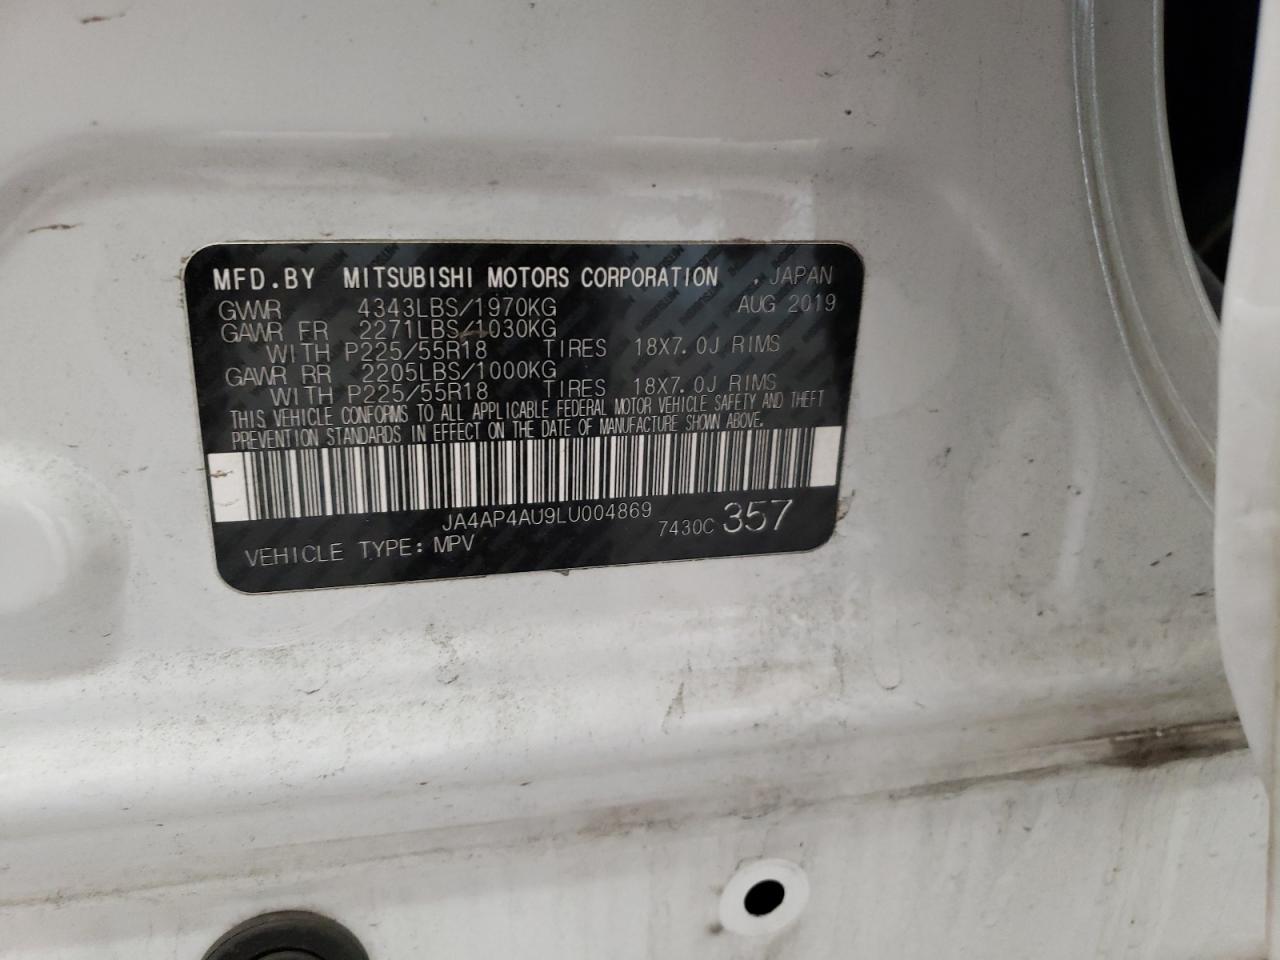 MFD.BY MITSUBISHI MOTORS CORPORATION , JAPAN
GVWR 4343LBS/1970KG AUG 2019
GAWR FR 2271LBS/1030KG
WITH P225/55R18 TIRES 18X7.0J RIMS
GAWR RR 2205LBS/1000KG
WITH P225/55R18 TIRES 18X7.0J RIMS
THIS VEHICLE CONFORMS TO ALL APPLICABLE FEDERAL MOTOR VEHICLE SAFETY AND THEFT
PREVENTION STANDARDS IN EFFECT ON THE DATE OF MANUFACTURE SHOWN ABOVE.
JA4AP4AU9LU004869
VEHICLE TYPE: MPV 7430C 357